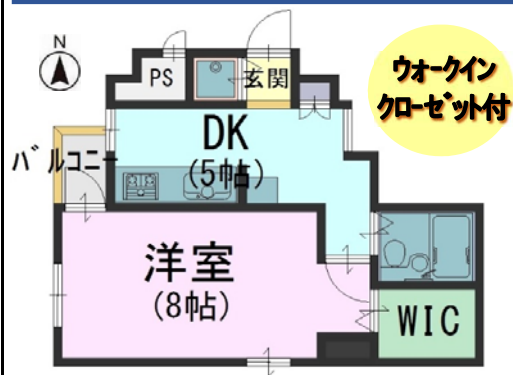 N
PS
玄関
ウォークイン
クローゼット付
DK
(5帖)
バルコニー
洋室
(8帖)
WIC